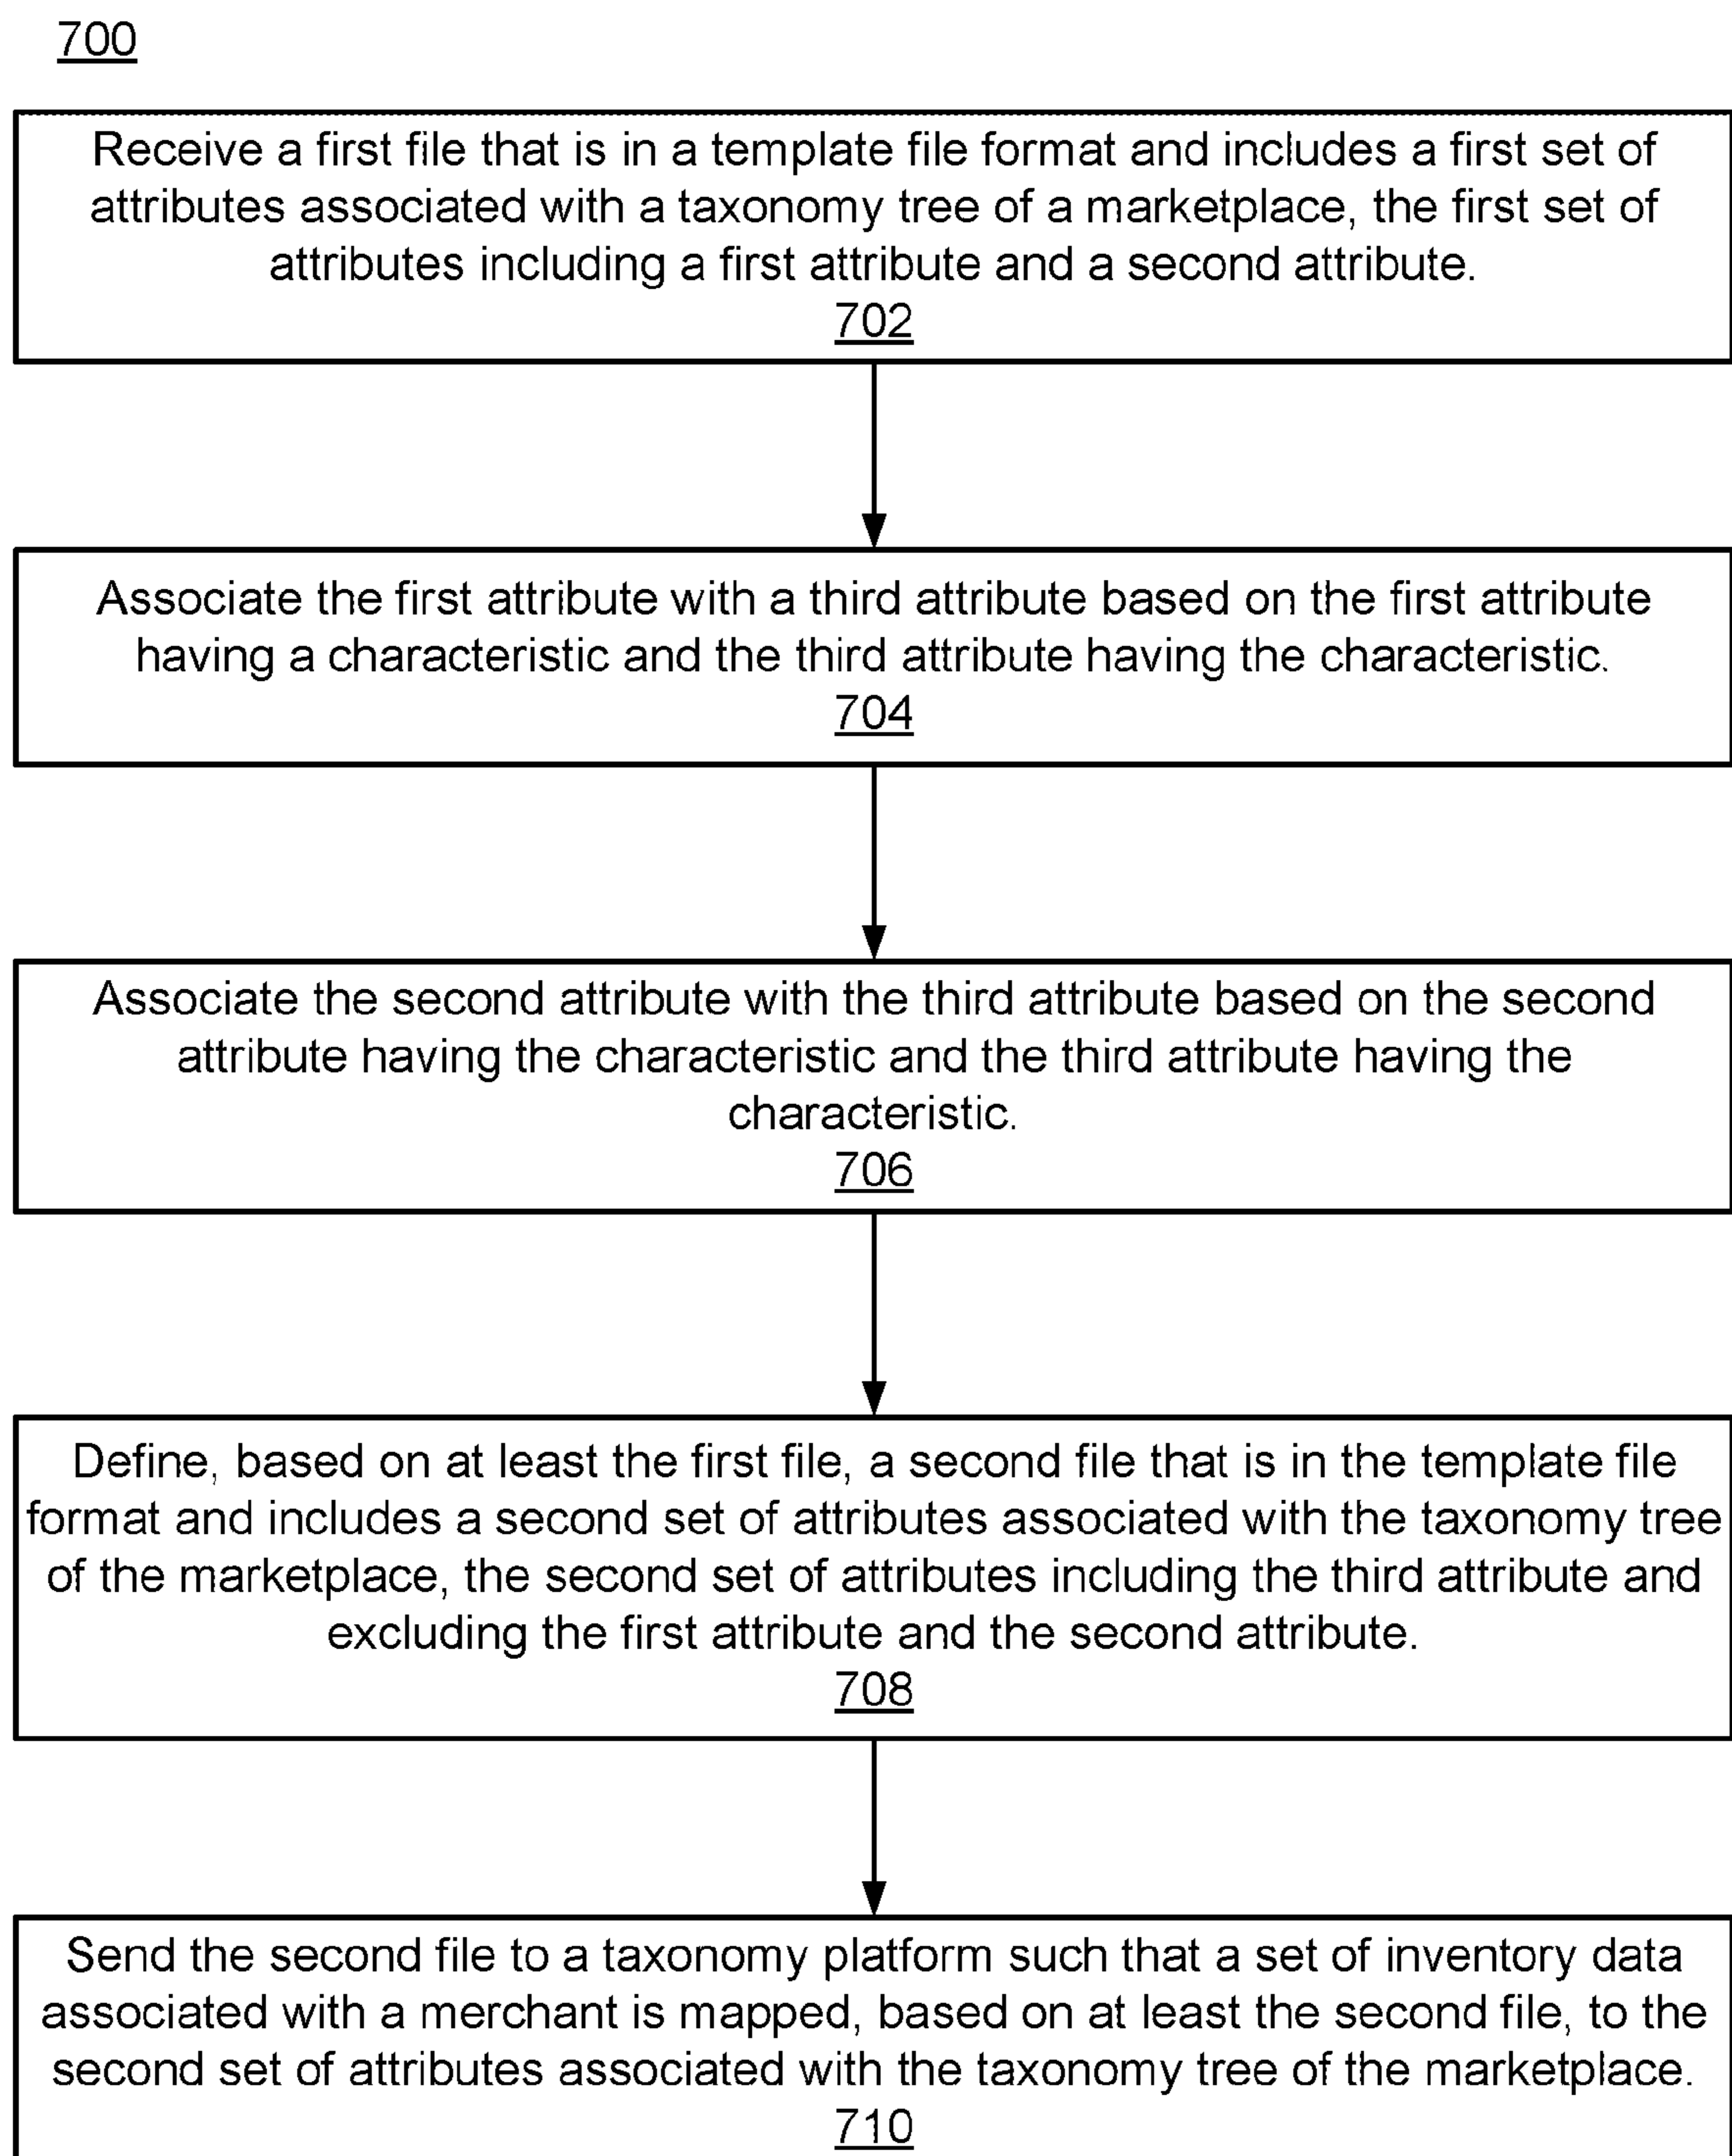 700
Receive a first file that is in a template file format and includes a first set of
attributes associated with a taxonomy tree of a marketplace, the first set of
attributes including a first attribute and a second attribute.
702
Associate the first attribute with a third attribute based on the first attribute
having a characteristic and the third attribute having the characteristic.
704
Associate the second attribute with the third attribute based on the second
attribute having the characteristic and the third attribute having the
characteristic.
706
Define, based on at least the first file, a second file that is in the template file
format and includes a second set of attributes associated with the taxonomy tree
of the marketplace, the second set of attributes including the third attribute and
excluding the first attribute and the second attribute.
708
Send the second file to a taxonomy platform such that a set of inventory data
associated with a merchant is mapped, based on at least the second file, to the
second set of attributes associated with the taxonomy tree of the marketplace.
710